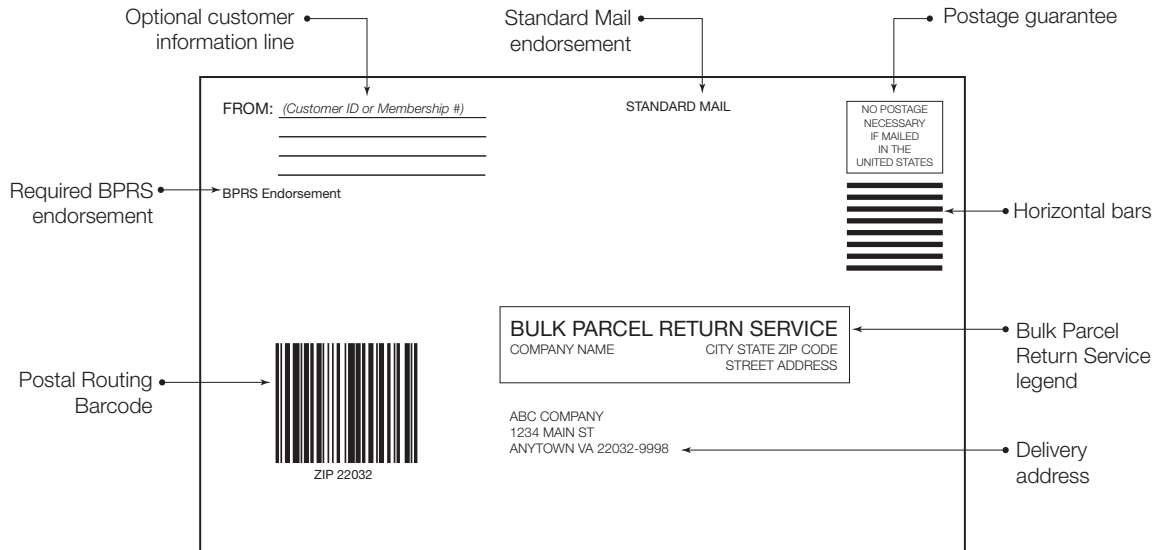 Optional customer
information line
Standard Mail
endorsement
Postage guarantee
FROM: (Customer ID or Membership #)
STANDARD MAIL
NO POSTAGE
NECESSARY
IF MAILED
IN THE
UNITED STATES
Required BPRS
endorsement
BPRS Endorsement
Horizontal bars
BULK PARCEL RETURN SERVICE
COMPANY NAME CITY STATE ZIP CODE
STREET ADDRESS
Bulk Parcel
Return Service
legend
Postal Routing
Barcode
ZIP 22032
ABC COMPANY
1234 MAIN ST
ANYTOWN VA 22032-9998
Delivery
address